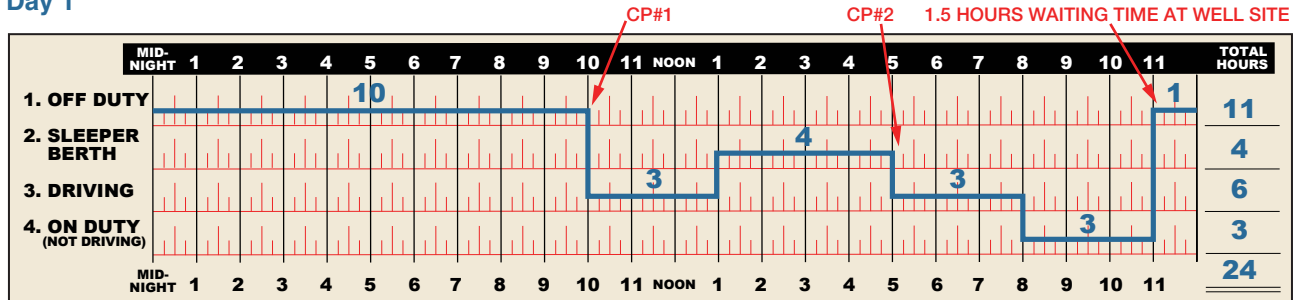 Day 1
CP#1 CP#2 1.5 HOURS WAITING TIME AT WELL SITE
MID-NIGHT 1 2 3 4 5 6 7 8 9 10 11 NOON 1 2 3 4 5 6 7 8 9 10 11 TOTAL HOURS
1. OFF DUTY 10 1 11
2. SLEEPER BERTH 4 4
3. DRIVING 3 3 6
4. ON DUTY (NOT DRIVING) 3 3
24
MID-NIGHT 1 2 3 4 5 6 7 8 9 10 11 NOON 1 2 3 4 5 6 7 8 9 10 11